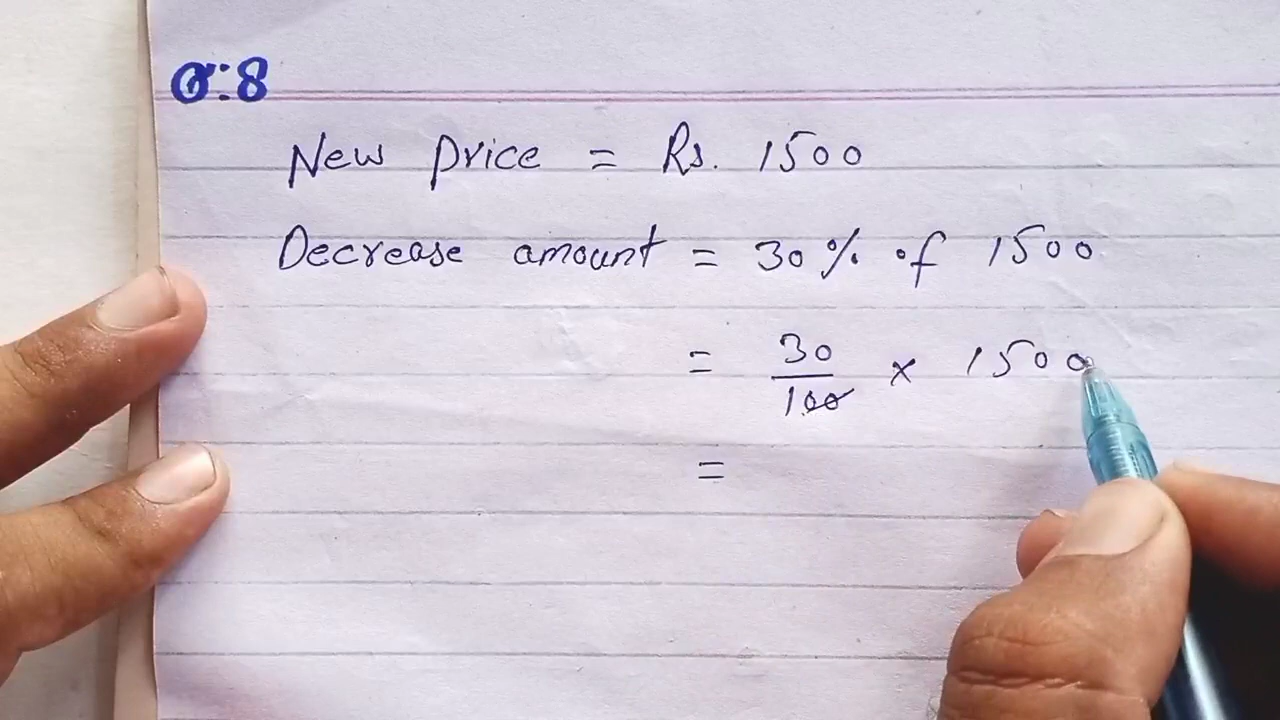 Q:8
New Price = Rs. 1500
Decrease amount = 30% of 1500
= 30/100 × 1500
=